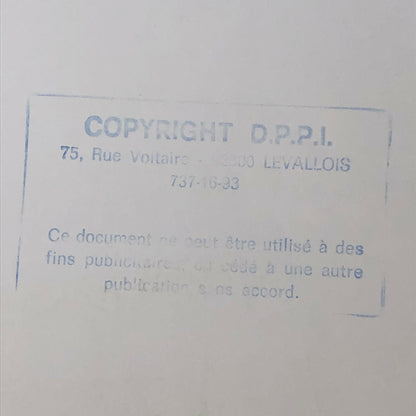 COPYRIGHT D.P.P.I.
75, Rue Voltaire - 92300 LEVALLOIS
737-16-93
Ce document ne peut être utilisé à des
fins publicitaires, ou cédé à une autre
publication sans accord.